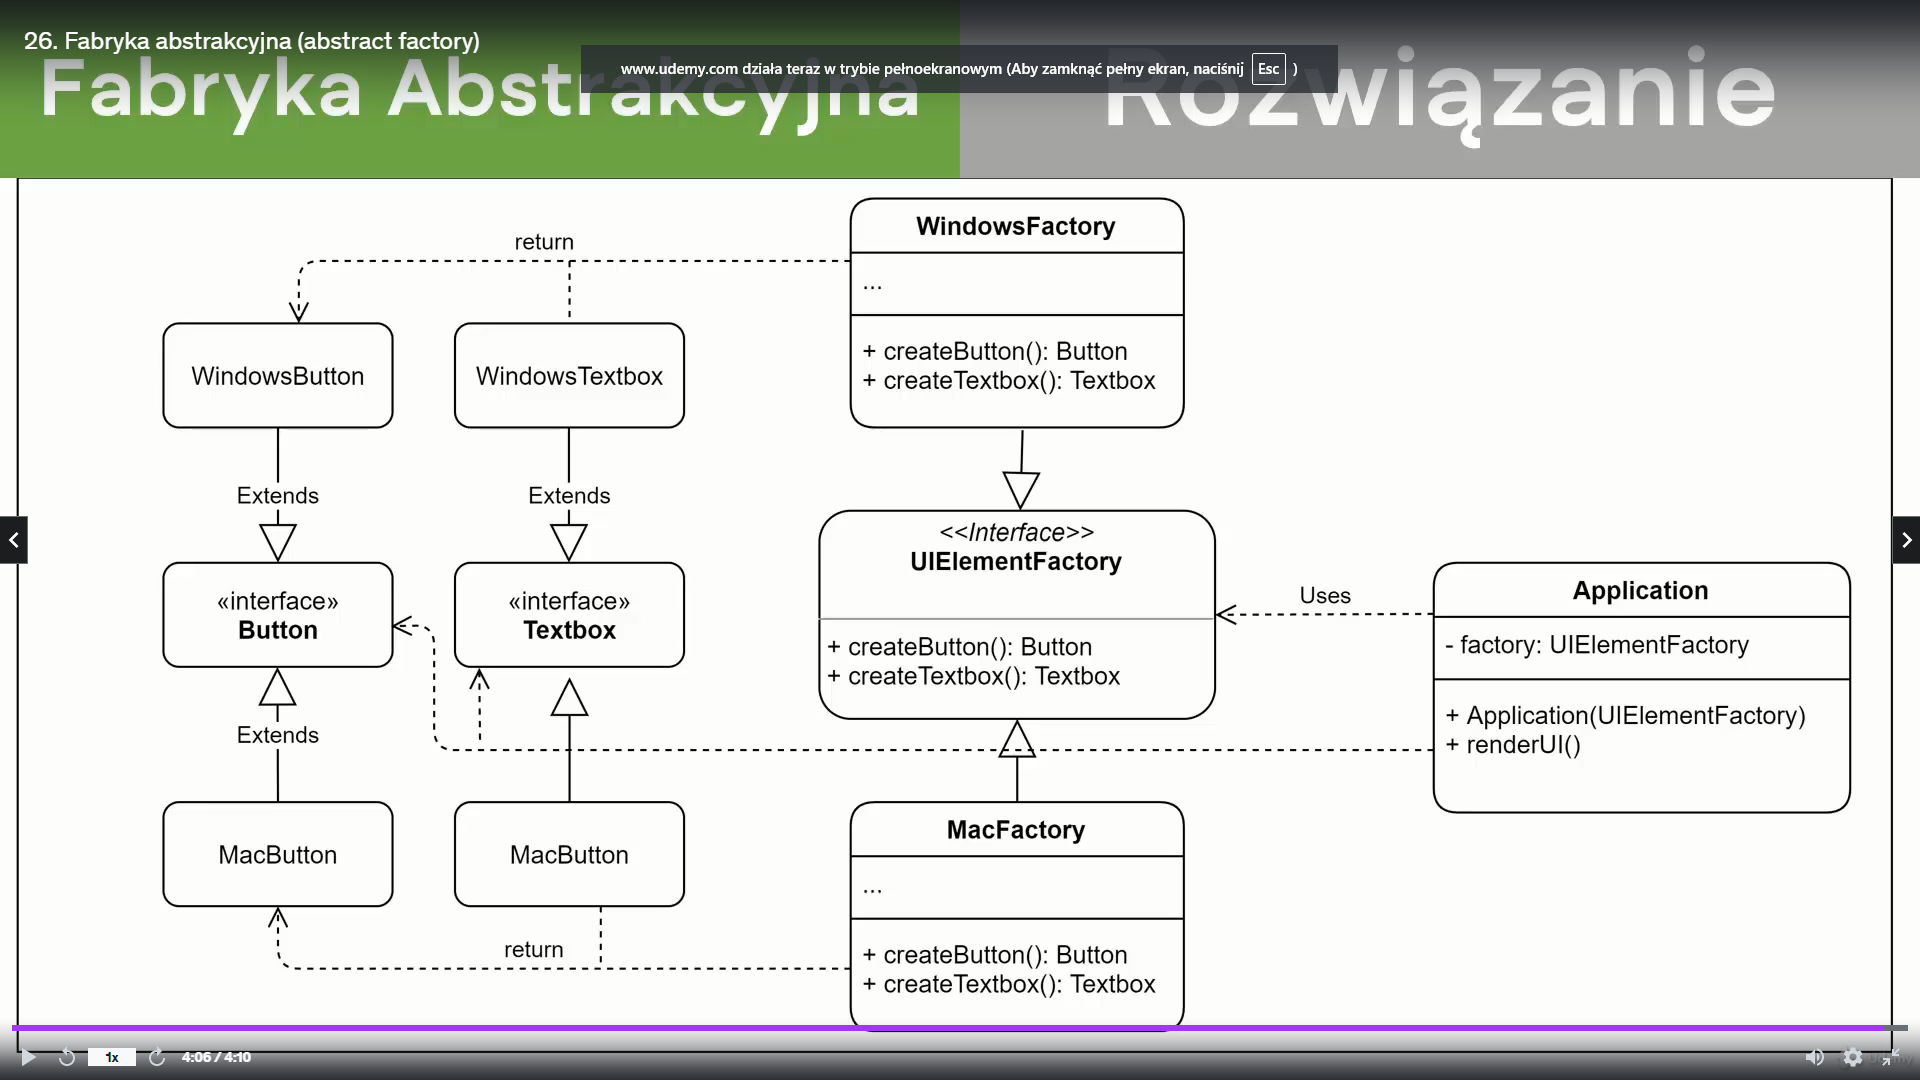 26. Fabryka abstrakcyjna (abstract factory)
www.udemy.com działa teraz w trybie pełnoekranowym (Aby zamknąć pełny ekran, naciśnij Esc )
Fabryka Abstrakcyjna
Rozwiązanie
return
WindowsFactory
...
+ createButton(): Button
+ createTextbox(): Textbox
WindowsButton
WindowsTextbox
Extends
Extends
«interface»
Button
«interface»
Textbox
<<Interface>>
UIElementFactory
+ createButton(): Button
+ createTextbox(): Textbox
Uses
Application
- factory: UIElementFactory
+ Application(UIElementFactory)
+ renderUI()
Extends
MacButton
MacButton
return
MacFactory
...
+ createButton(): Button
+ createTextbox(): Textbox
1x
4:06 / 4:10
Udemy